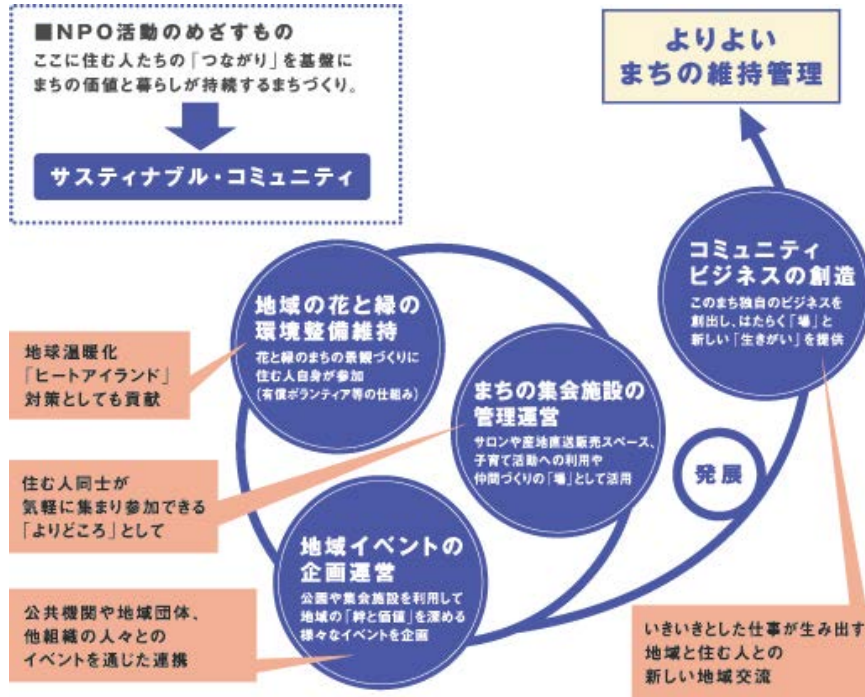 ■NPO活動のめざすもの
ここに住む人たちの「つながり」を基盤に
まちの価値と暮らしが持続するまちづくり。
サスティナブル・コミュニティ
よりよい
まちの維持管理
コミュニティ
ビジネスの創造
このまち独自のビジネスを
創出し、はたらく「場」と
新しい「生きがい」を提供
地域の花と緑の
環境整備維持
花と緑のまちの景観づくりに
住む人自身が参加
(有償ボランティア等の仕組み)
地球温暖化
「ヒートアイランド」
対策としても貢献
まちの集会施設の
管理運営
サロンや産地直送販売スペース、
子育て活動への利用や
仲間づくりの「場」として活用
発展
住む人同士が
気軽に集まり参加できる
「よりどころ」として
地域イベントの
企画運営
公園や集会施設を利用して
地域の「絆と価値」を深める
様々なイベントを企画
公共機関や地域団体、
他組織の人々との
イベントを通じた連携
いきいきとした仕事が生み出す
地域と住む人との
新しい地域交流